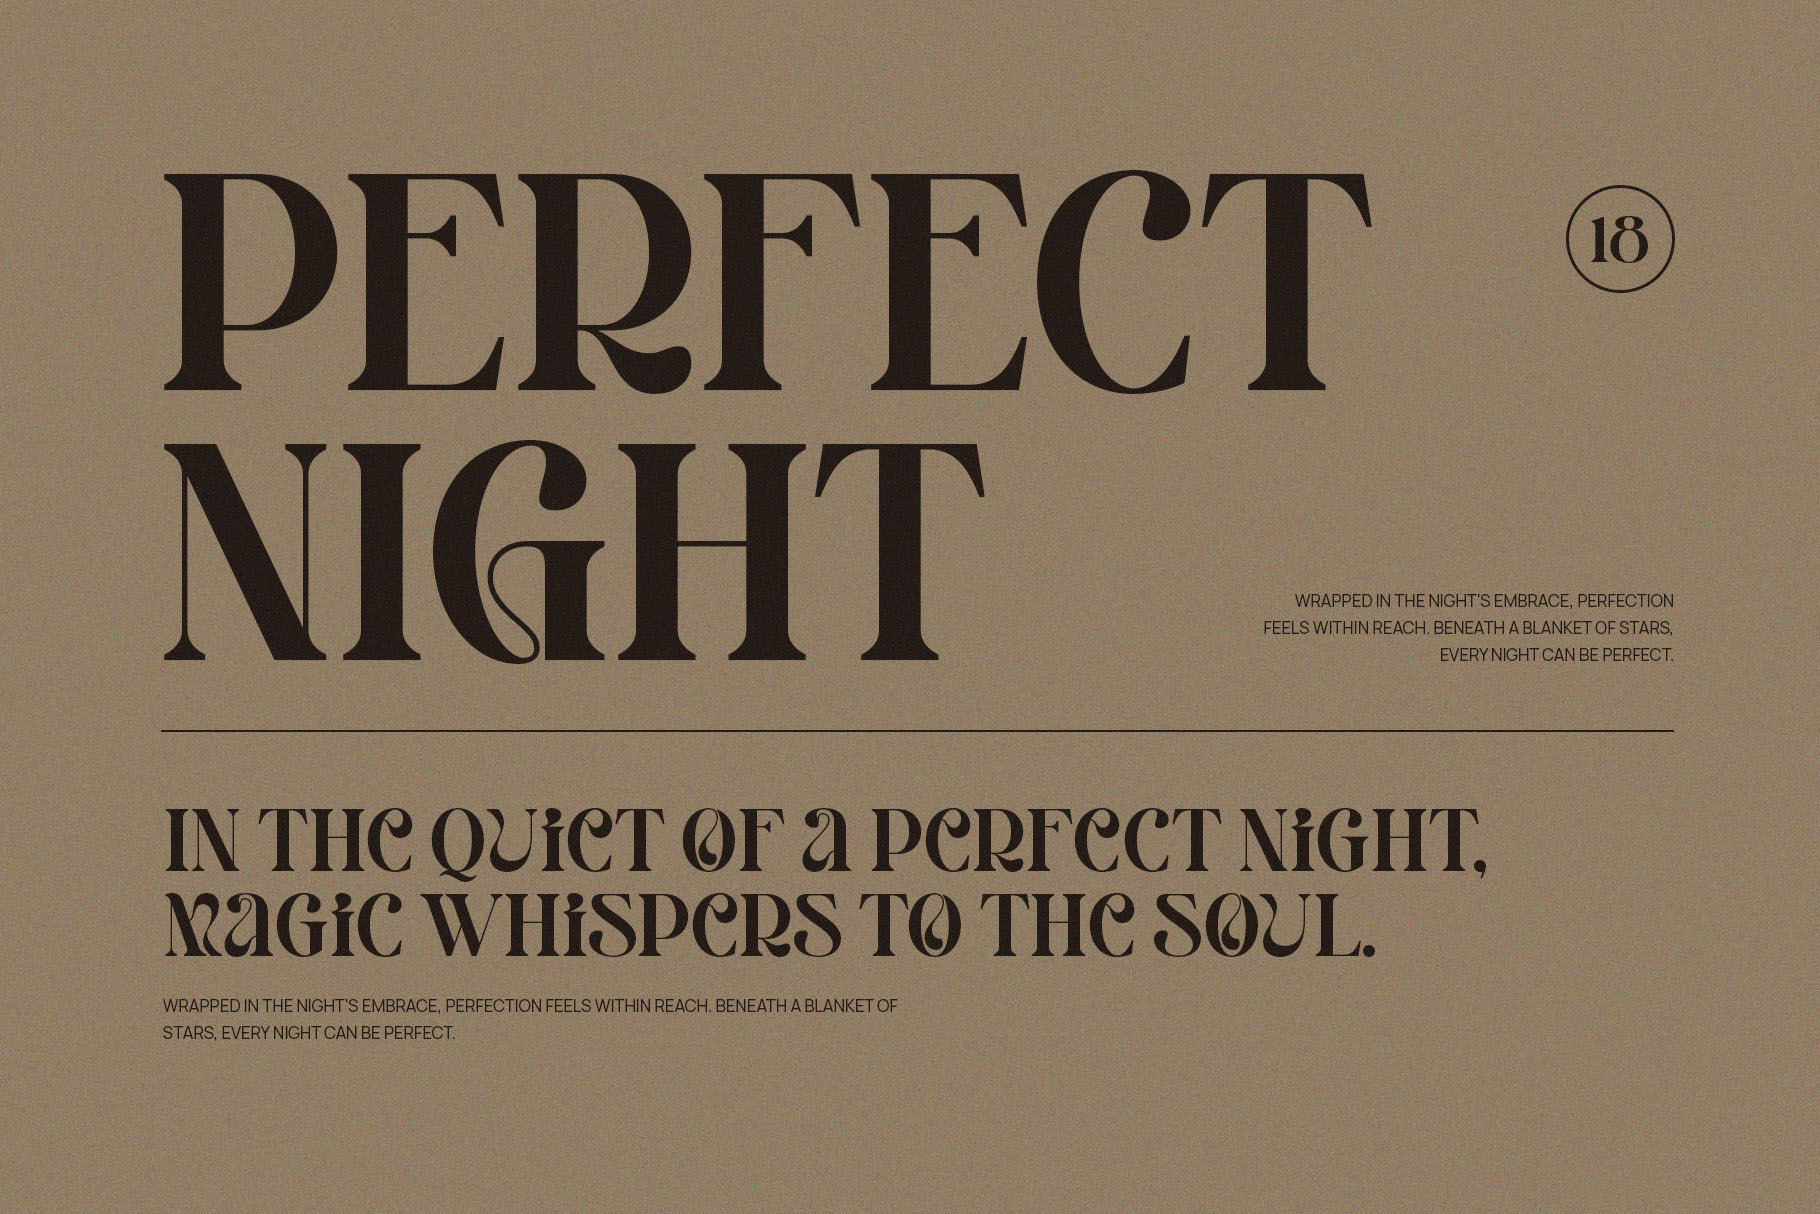 PERFECT
18
NIGHT
WRAPPED IN THE NIGHT'S EMBRACE, PERFECTION
FEELS WITHIN REACH. BENEATH A BLANKET OF STARS,
EVERY NIGHT CAN BE PERFECT.
IN THE QUIET OF A PERFECT NIGHT,
MAGIC WHISPERS TO THE SOUL.
WRAPPED IN THE NIGHT'S EMBRACE, PERFECTION FEELS WITHIN REACH. BENEATH A BLANKET OF
STARS, EVERY NIGHT CAN BE PERFECT.